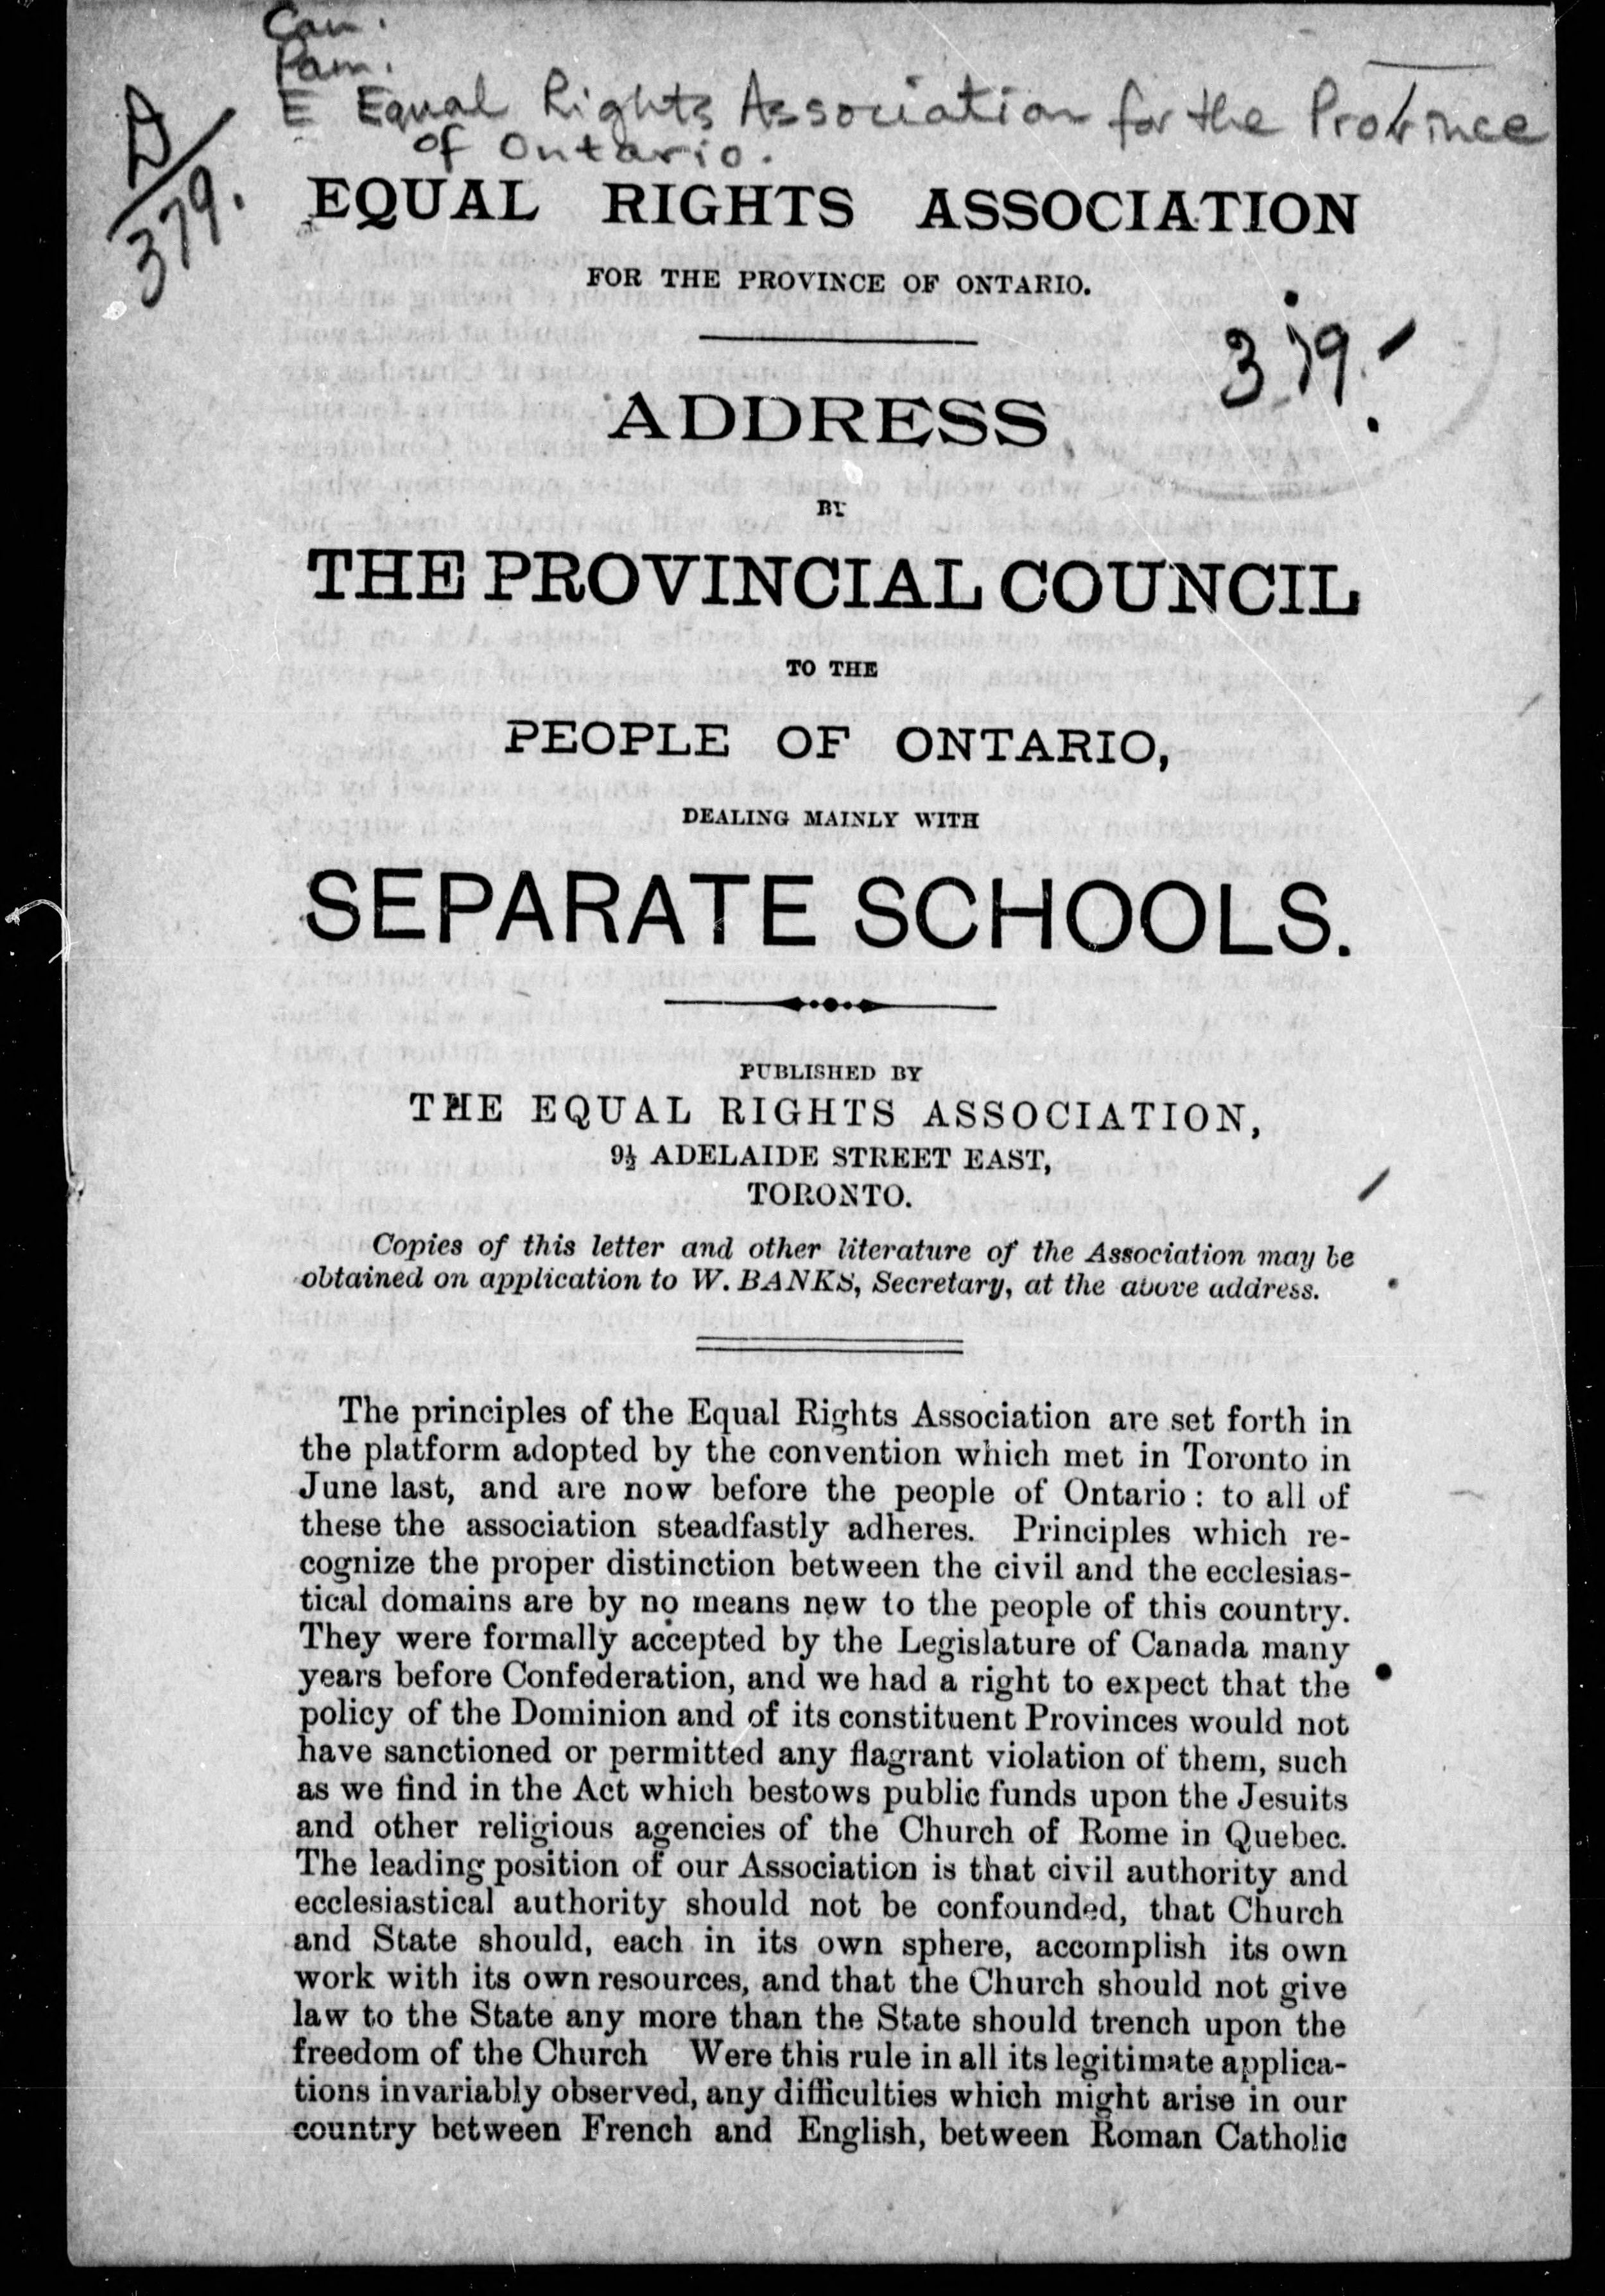 Can.
Pam.
E Equal Rights Association for the Province
of Ontario.
A/379.
EQUAL RIGHTS ASSOCIATION
FOR THE PROVINCE OF ONTARIO.
379.
ADDRESS
BY
THE PROVINCIAL COUNCIL
TO THE
PEOPLE OF ONTARIO,
DEALING MAINLY WITH
SEPARATE SCHOOLS.
PUBLISHED BY
THE EQUAL RIGHTS ASSOCIATION,
9½ ADELAIDE STREET EAST,
TORONTO.
Copies of this letter and other literature of the Association may be
obtained on application to W. BANKS, Secretary, at the above address.
The principles of the Equal Rights Association are set forth in
the platform adopted by the convention which met in Toronto in
June last, and are now before the people of Ontario: to all of
these the association steadfastly adheres. Principles which re-
cognize the proper distinction between the civil and the ecclesias-
tical domains are by no means new to the people of this country.
They were formally accepted by the Legislature of Canada many
years before Confederation, and we had a right to expect that the
policy of the Dominion and of its constituent Provinces would not
have sanctioned or permitted any flagrant violation of them, such
as we find in the Act which bestows public funds upon the Jesuits
and other religious agencies of the Church of Rome in Quebec.
The leading position of our Association is that civil authority and
ecclesiastical authority should not be confounded, that Church
and State should, each in its own sphere, accomplish its own
work with its own resources, and that the Church should not give
law to the State any more than the State should trench upon the
freedom of the Church Were this rule in all its legitimate applica-
tions invariably observed, any difficulties which might arise in our
country between French and English, between Roman Catholic